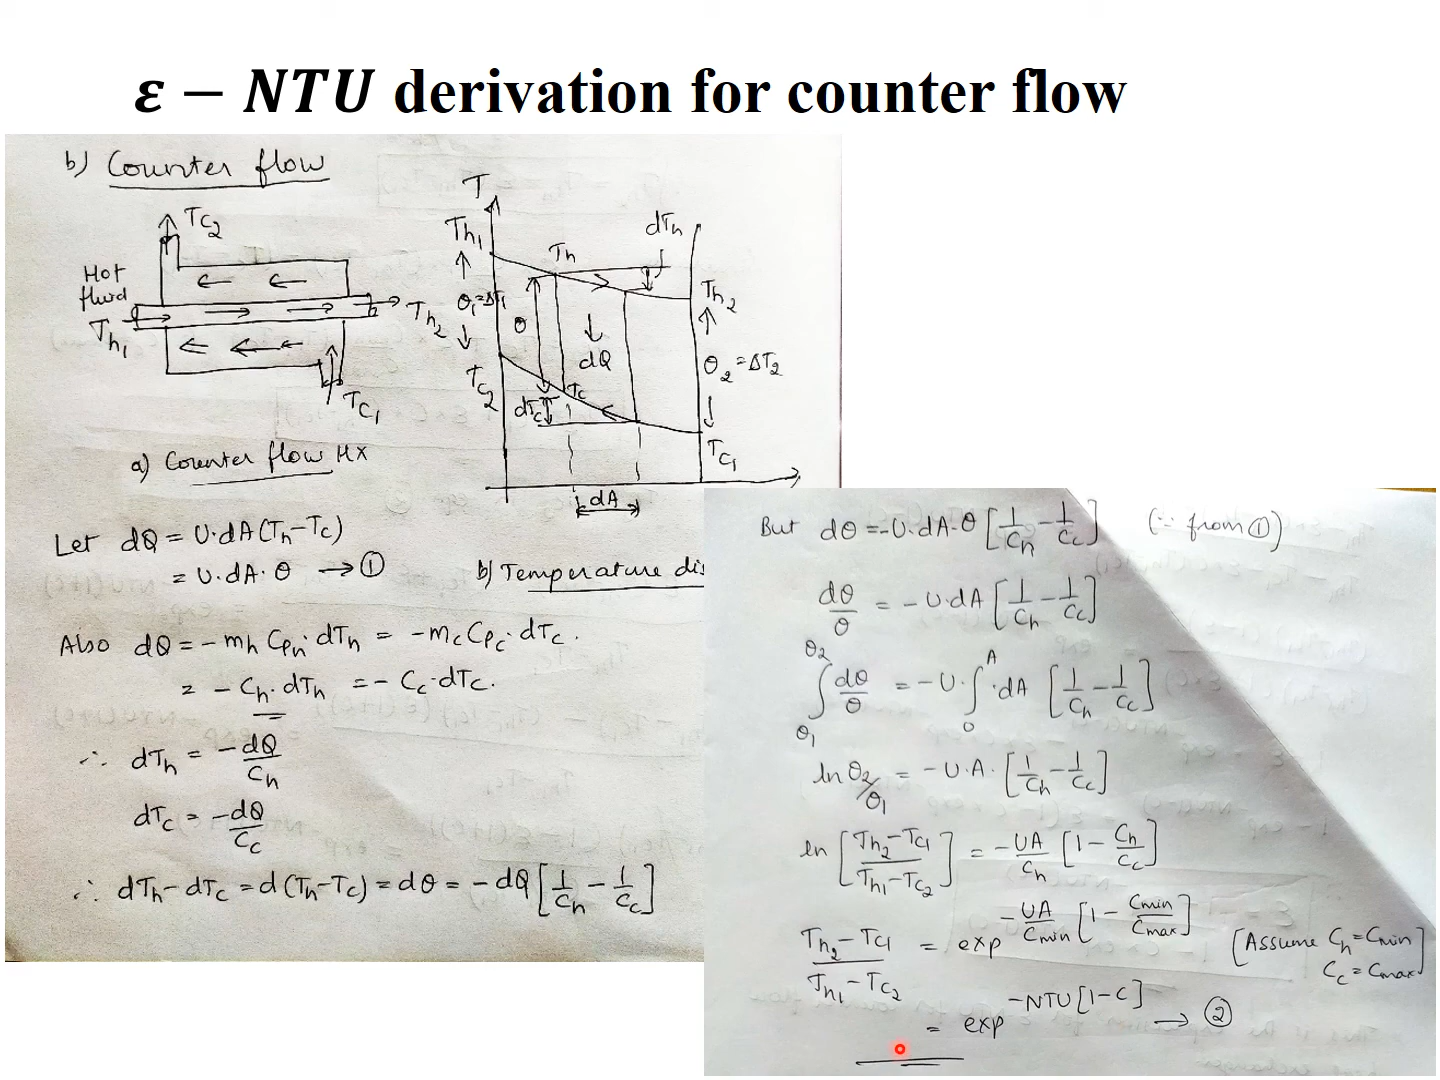 ε − NTU derivation for counter flow
b) Counter flow
Tc2
Hot
fluid
Th1
Th2
Tc1
a) Counter flow HX
T
Th1
Th
dTh
θ1=ΔT1
θ
dQ
Th2
θ2=ΔT2
Tc2
Tc
dTc
Tc1
dA
b) Temperature
Let dQ = U·dA(Th−Tc)
= U·dA·θ → ①
Also dQ = −mh Cph·dTh = −mc Cpc·dTc.
= −Ch·dTh = −Cc·dTc.
∴ dTh = −dQ/Ch
dTc = −dQ/Cc
∴ dTh−dTc = d(Th−Tc) = dθ = −dQ[1/Ch − 1/Cc]
But dθ = −U·dA·θ [1/Ch − 1/Cc] (∵ from ①)
dθ/θ = −U·dA [1/Ch − 1/Cc]
∫θ1^θ2 dθ/θ = −U·∫0^A ·dA [1/Ch − 1/Cc]
ln θ2/θ1 = −U·A·[1/Ch − 1/Cc]
ln [Th2−Tc1/Th1−Tc2] = −UA/Ch [1 − Ch/Cc]
Th2−Tc1/Th1−Tc2 = exp −UA/Cmin [1 − Cmin/Cmax] [Assume Ch=Cmin
Cc=Cmax]
= exp −NTU[1−C] → ②